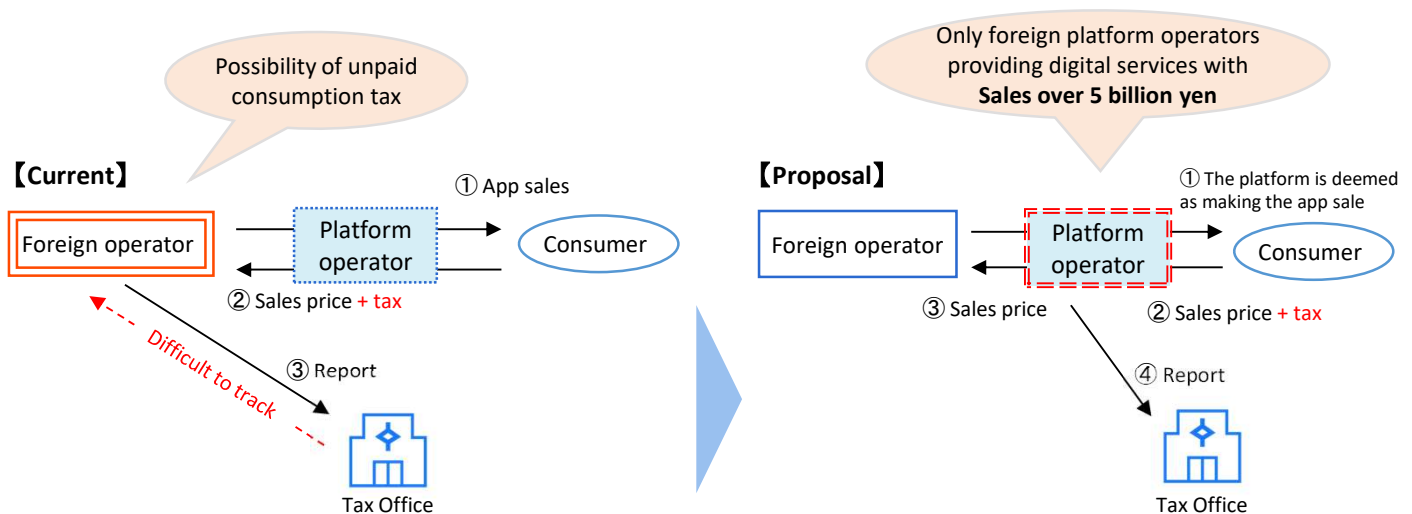 Possibility of unpaid
consumption tax
【Current】
① App sales
Foreign operator
Platform
operator
Consumer
② Sales price + tax
Difficult to track
③ Report
Tax Office
Only foreign platform operators
providing digital services with
Sales over 5 billion yen
【Proposal】
① The platform is deemed
as making the app sale
Foreign operator
Platform
operator
Consumer
③ Sales price
② Sales price + tax
④ Report
Tax Office